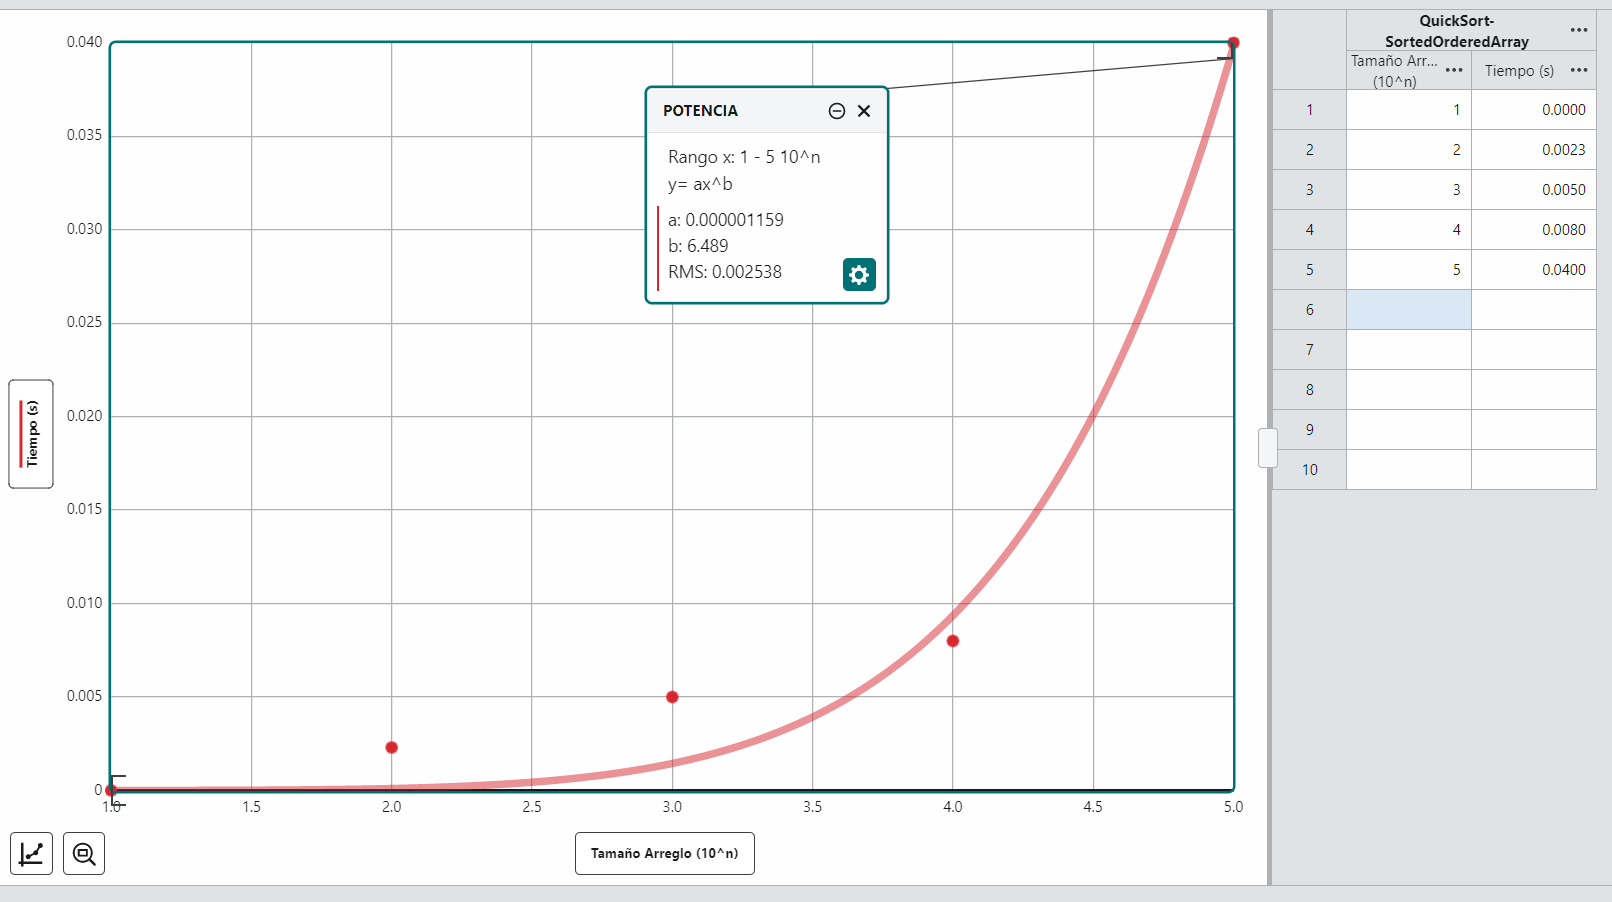 0.040
0.035
0.030
0.025
0.020
0.015
0.010
0.005
0
1.0
1.5
2.0
2.5
3.0
3.5
4.0
4.5
5.0
Tiempo (s)
Tamaño Arreglo (10^n)
POTENCIA
Rango x: 1 - 5 10^n
y= ax^b
a: 0.000001159
b: 6.489
RMS: 0.002538
QuickSort-
SortedOrderedArray
Tamaño Arr...
(10^n)
Tiempo (s)
1 1 0.0000
2 2 0.0023
3 3 0.0050
4 4 0.0080
5 5 0.0400
6
7
8
9
10